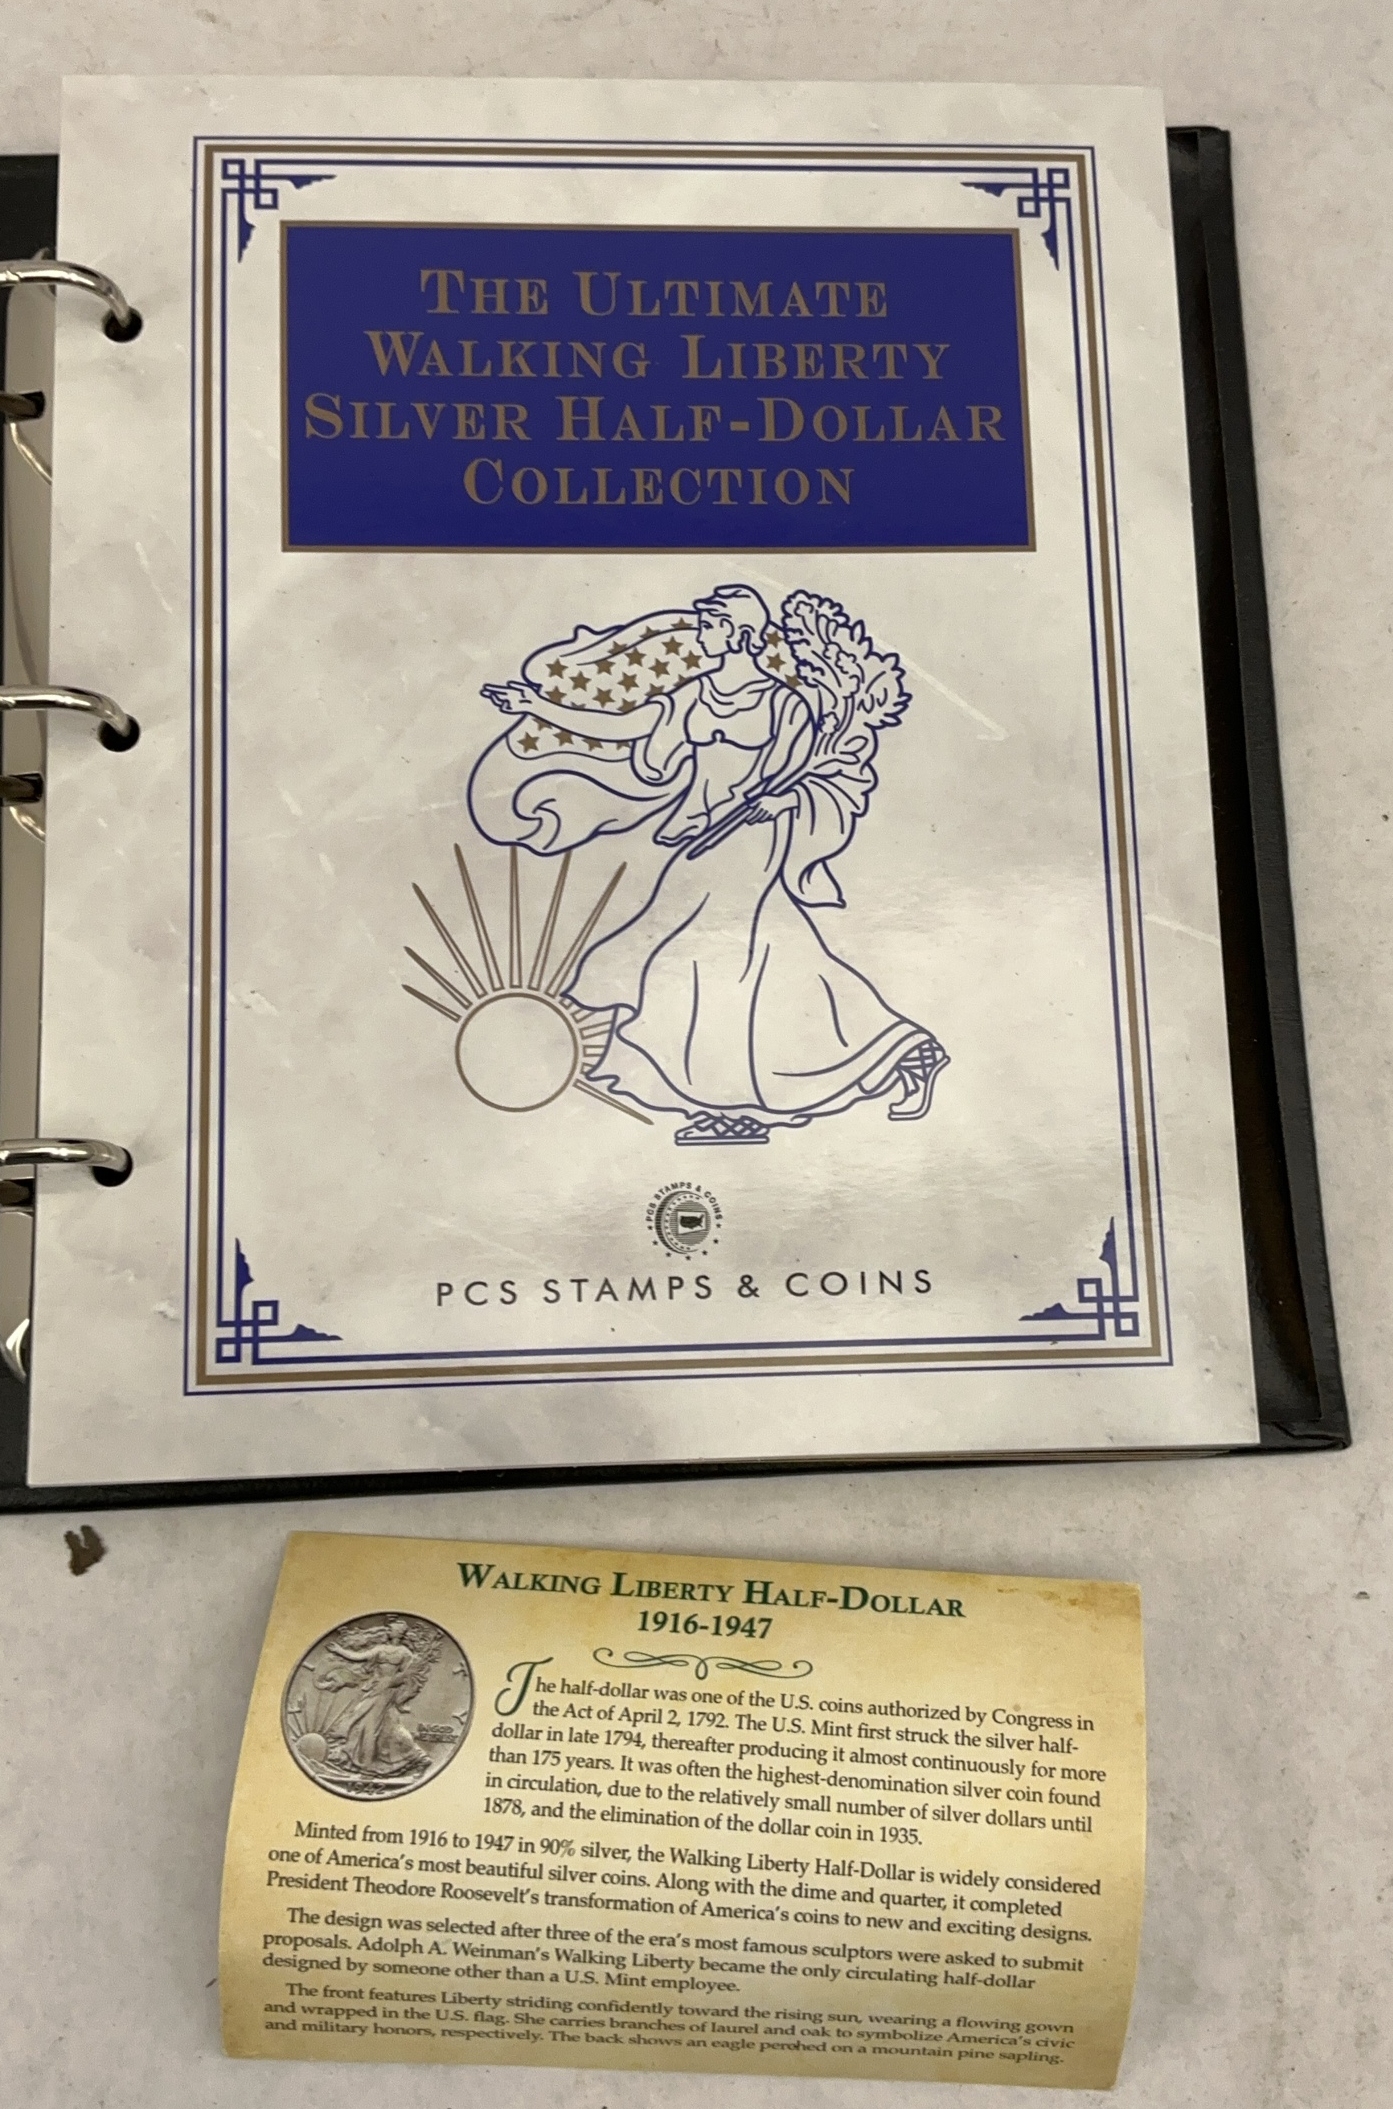 THE ULTIMATE
WALKING LIBERTY
SILVER HALF-DOLLAR
COLLECTION
PCS STAMPS & COINS
PCS STAMPS & COINS
WALKING LIBERTY HALF-DOLLAR
1916-1947
The half-dollar was one of the U.S. coins authorized by Congress in
the Act of April 2, 1792. The U.S. Mint first struck the silver half-
dollar in late 1794, thereafter producing it almost continuously for more
than 175 years. It was often the highest-denomination silver coin found
in circulation, due to the relatively small number of silver dollars until
1878, and the elimination of the dollar coin in 1935.
Minted from 1916 to 1947 in 90% silver, the Walking Liberty Half-Dollar is widely considered
one of America's most beautiful silver coins. Along with the dime and quarter, it completed
President Theodore Roosevelt's transformation of America's coins to new and exciting designs.
The design was selected after three of the era's most famous sculptors were asked to submit
proposals. Adolph A. Weinman's Walking Liberty became the only circulating half-dollar
designed by someone other than a U.S. Mint employee.
The front features Liberty striding confidently toward the rising sun, wearing a flowing gown
and wrapped in the U.S. flag. She carries branches of laurel and oak to symbolize America's civic
and military honors, respectively. The back shows an eagle perched on a mountain pine sapling.
L I B E R T Y
IN GOD
WE TRUST
1942